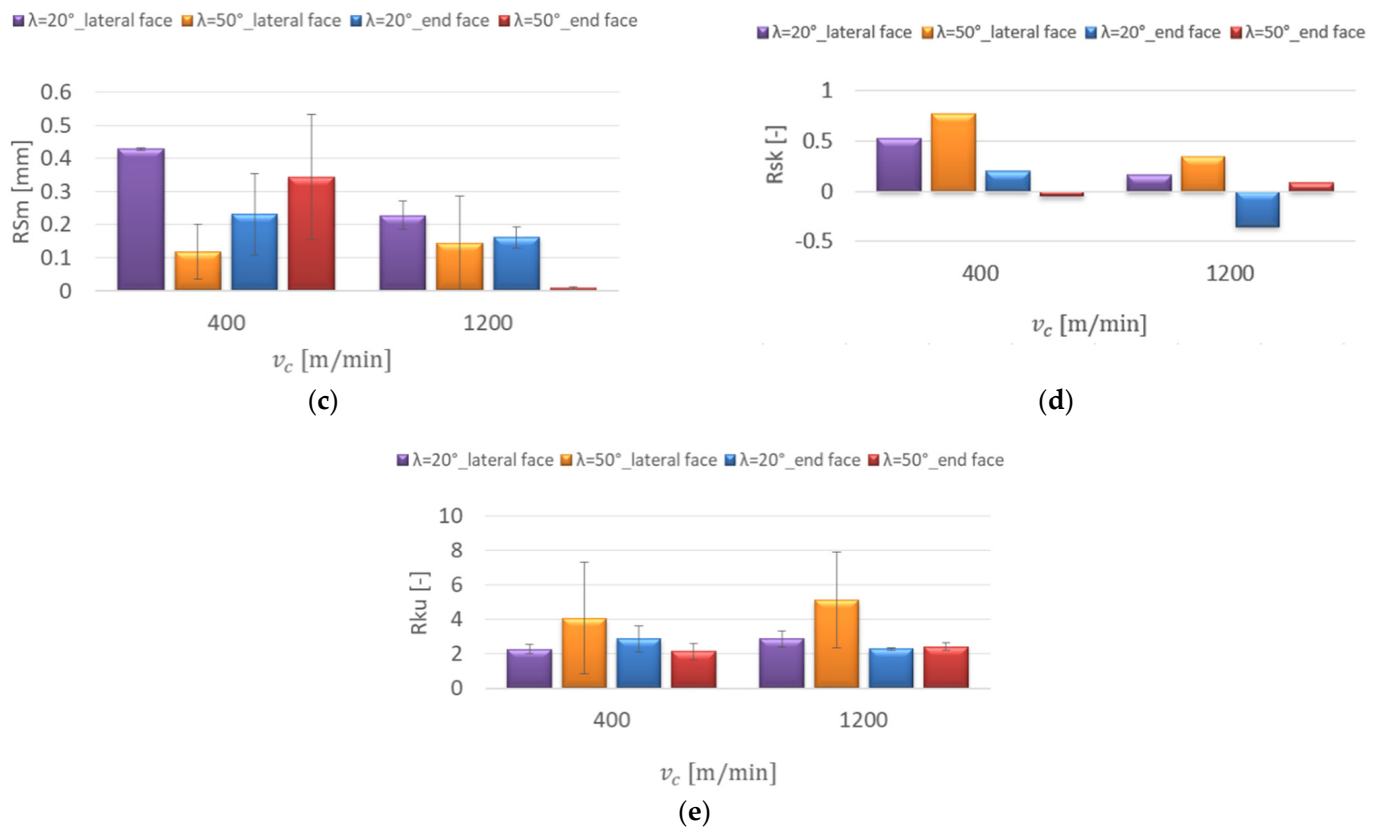 λ=20°_lateral face λ=50°_lateral face λ=20°_end face λ=50°_end face
RSm [mm]
0.6
0.5
0.4
0.3
0.2
0.1
0
400 1200
v_c [m/min]
(c)
λ=20°_lateral face λ=50°_lateral face λ=20°_end face λ=50°_end face
Rsk [-]
1
0.5
0
-0.5
400 1200
v_c [m/min]
(d)
λ=20°_lateral face λ=50°_lateral face λ=20°_end face λ=50°_end face
Rku [-]
10
8
6
4
2
0
400 1200
v_c [m/min]
(e)